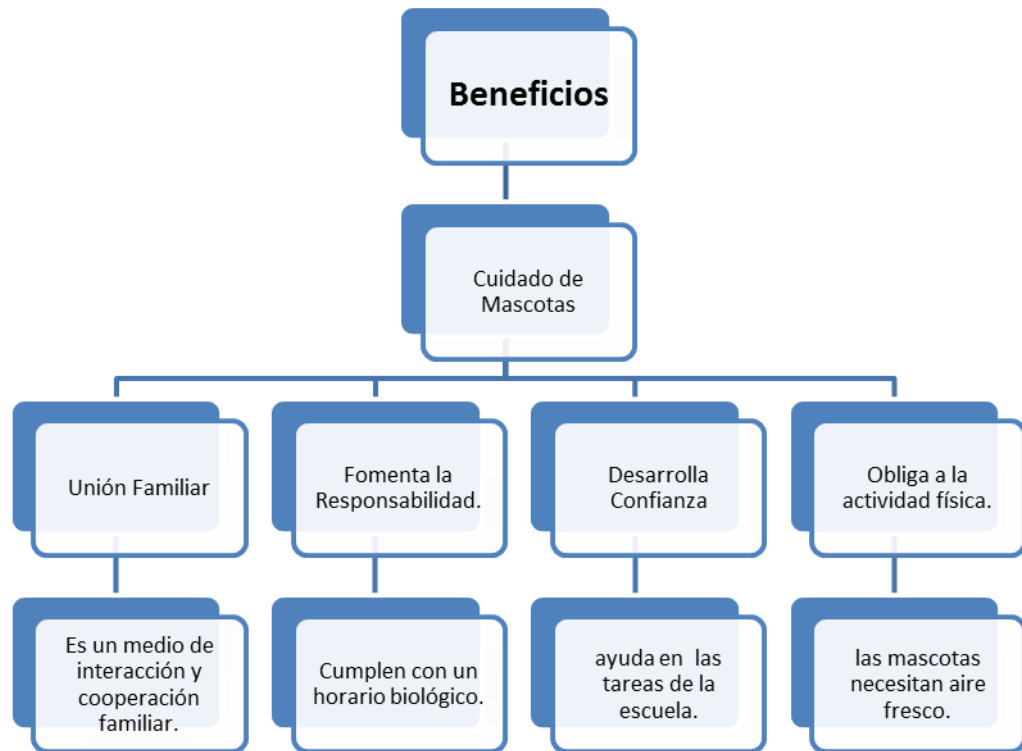 Beneficios
Cuidado de
Mascotas
Unión Familiar
Fomenta la
Responsabilidad.
Desarrolla
Confianza
Obliga a la
actividad física.
Es un medio de
interacción y
cooperación
familiar.
Cumplen con un
horario biológico.
ayuda en las
tareas de la
escuela.
las mascotas
necesitan aire
fresco.